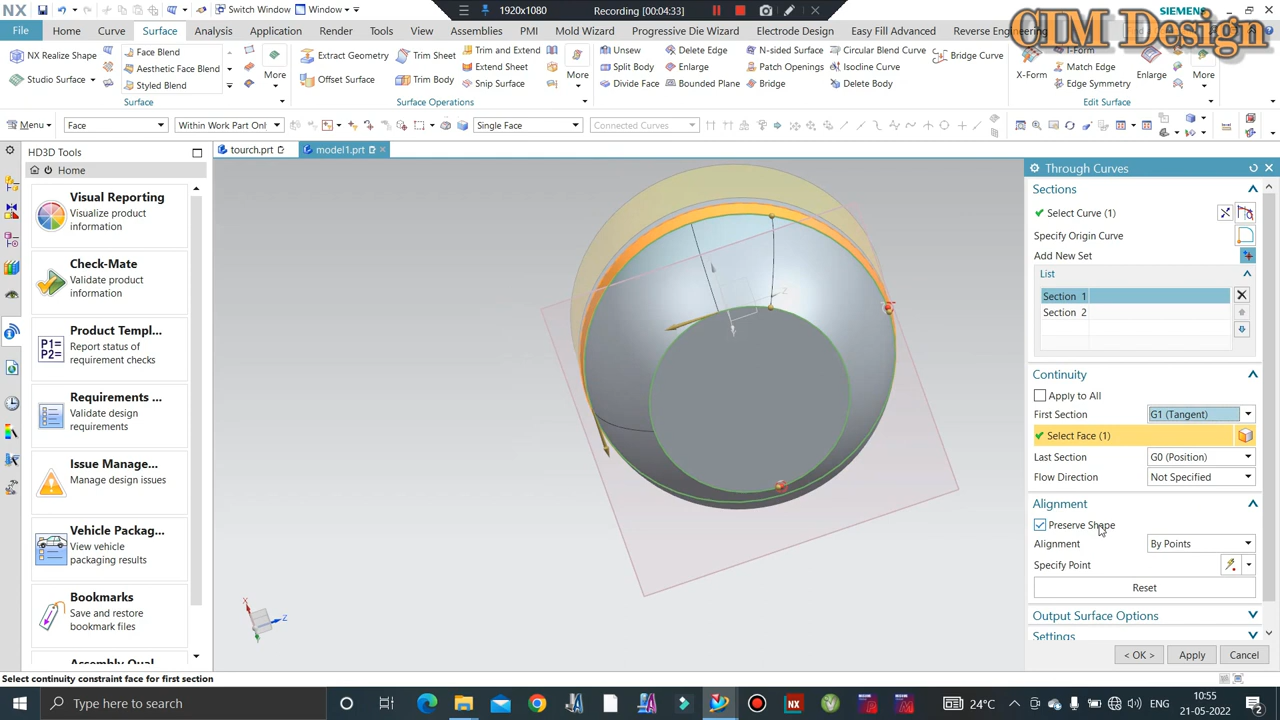 NX
Switch Window
Window
1920x1080
Recording [00:04:33]
SIEMENS
CIM Design
File
Home
Curve
Surface
Analysis
Application
Render
Tools
View
Assemblies
PMI
Mold Wizard
Progressive Die Wizard
Electrode Design
Easy Fill Advanced
Reverse Engineering
NX Realize Shape
Studio Surface
Face Blend
Aesthetic Face Blend
Styled Blend
More
Surface
Extract Geometry
Offset Surface
Trim Sheet
Trim Body
Trim and Extend
Extend Sheet
Snip Surface
More
Surface Operations
Unsew
Split Body
Divide Face
Delete Edge
Enlarge
Bounded Plane
N-sided Surface
Patch Openings
Bridge
Circular Blend Curve
Isocline Curve
Delete Body
Bridge Curve
X-Form
I-Form
Match Edge
Edge Symmetry
Enlarge
More
Edit Surface
Menu
Face
Within Work Part Onl
Single Face
Connected Curves
HD3D Tools
tourch.prt
model1.prt
Home
Visual Reporting
Visualize product
information
Check-Mate
Validate product
information
Product Templ...
Report status of
requirement checks
P1=
P2=
Requirements ...
Validate design
requirements
Issue Manage...
Manage design issues
Vehicle Packag...
View vehicle
packaging results
Bookmarks
Save and restore
bookmark files
Through Curves
Sections
Select Curve (1)
Specify Origin Curve
Add New Set
List
Section 1
Section 2
Continuity
Apply to All
First Section
G1 (Tangent)
Select Face (1)
Last Section
G0 (Position)
Flow Direction
Not Specified
Alignment
Preserve Shape
Alignment
By Points
Specify Point
Reset
Output Surface Options
Settings
< OK >
Apply
Cancel
X
Y
Z
Z
Select continuity constraint face for first section
Type here to search
24°C
ENG
10:55
21-05-2022
2